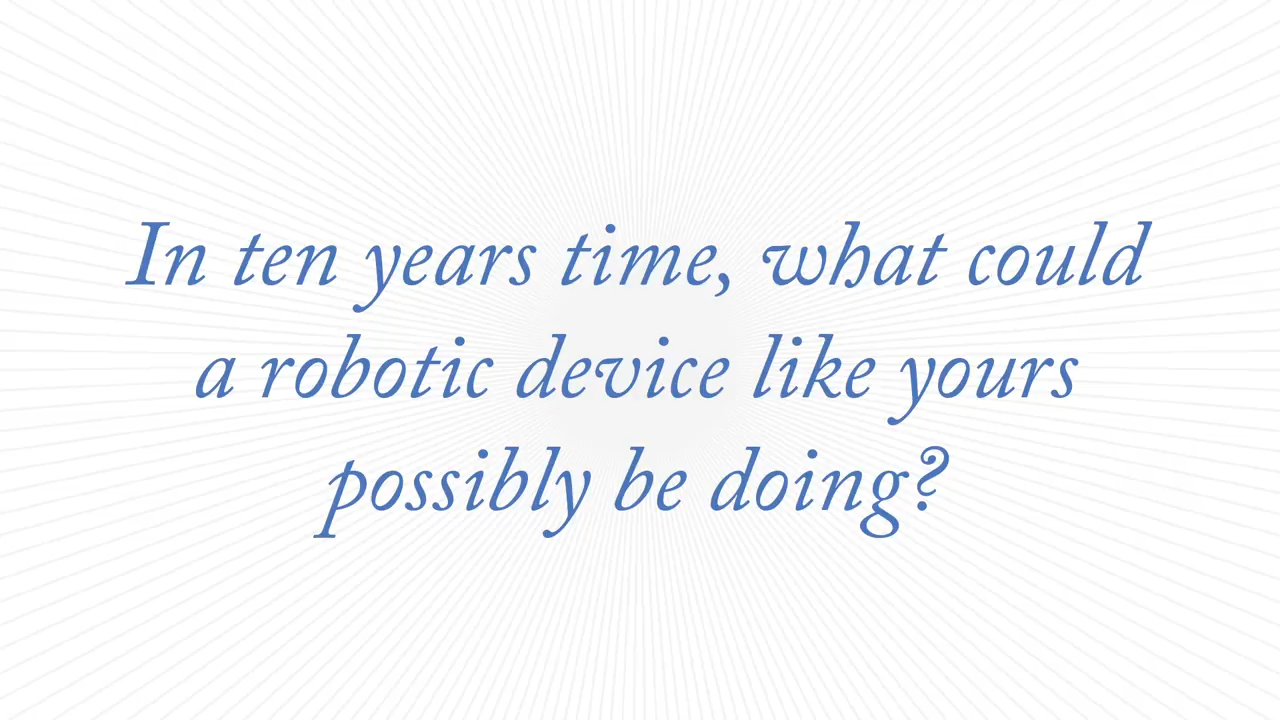 In ten years time, what could
a robotic device like yours
possibly be doing?